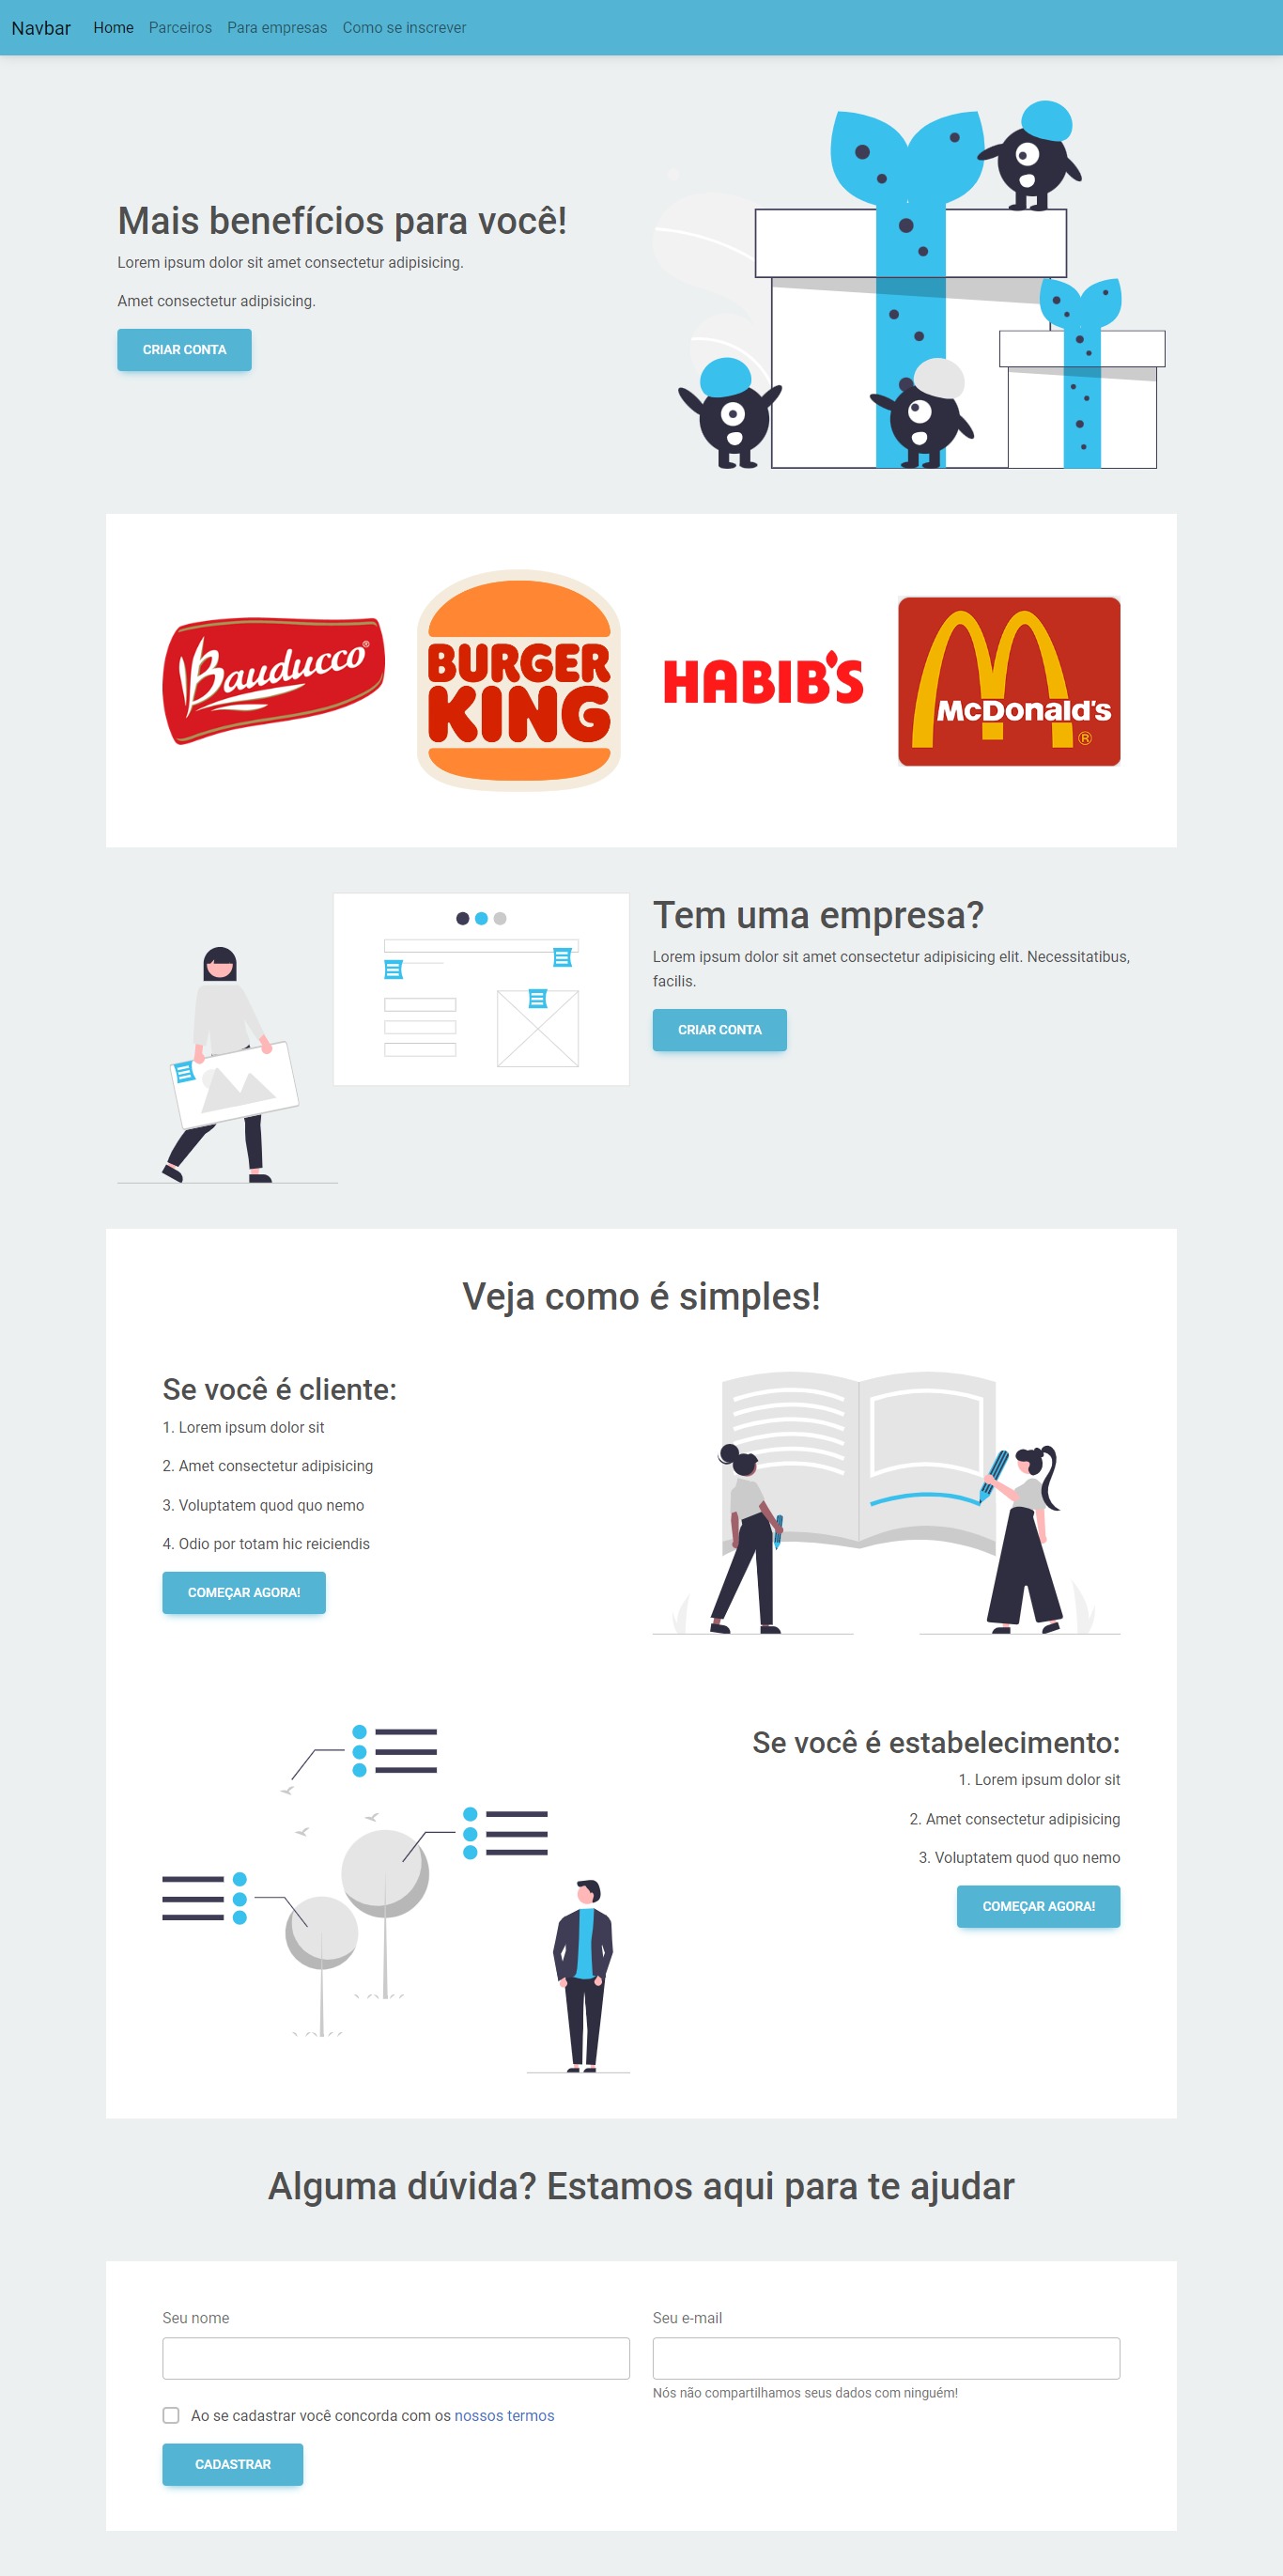 Navbar Home Parceiros Para empresas Como se inscrever
Mais benefícios para você!
Lorem ipsum dolor sit amet consectetur adipisicing.
Amet consectetur adipisicing.
CRIAR CONTA
Bauducco®
BURGER
KING
HABIB'S
McDonald's
®
Tem uma empresa?
Lorem ipsum dolor sit amet consectetur adipisicing elit. Necessitatibus,
facilis.
CRIAR CONTA
Veja como é simples!
Se você é cliente:
1. Lorem ipsum dolor sit
2. Amet consectetur adipisicing
3. Voluptatem quod quo nemo
4. Odio por totam hic reiciendis
COMEÇAR AGORA!
Se você é estabelecimento:
1. Lorem ipsum dolor sit
2. Amet consectetur adipisicing
3. Voluptatem quod quo nemo
COMEÇAR AGORA!
Alguma dúvida? Estamos aqui para te ajudar
Seu nome
Seu e-mail
Nós não compartilhamos seus dados com ninguém!
Ao se cadastrar você concorda com os nossos termos
CADASTRAR